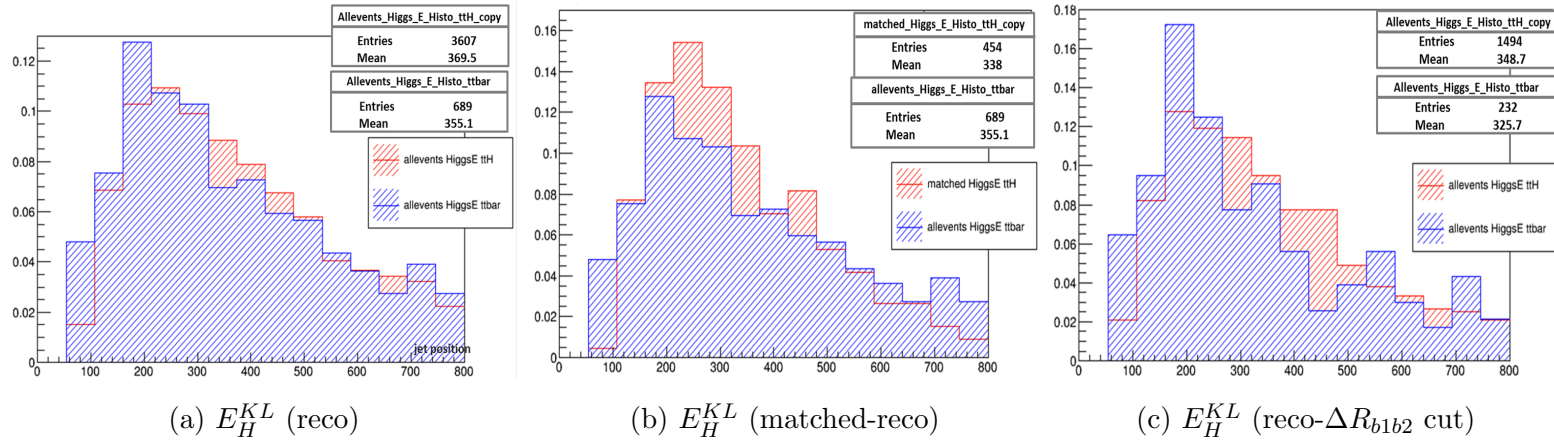 Allevents_Higgs_E_Histo_ttH_copy
Entries 3607
Mean 369.5
Allevents_Higgs_E_Histo_ttbar
Entries 689
Mean 355.1
allevents HiggsE ttH
allevents HiggsE ttbar
0.12
0.1
0.08
0.06
0.04
0.02
0
jet position
0 100 200 300 400 500 600 700 800
(a) E_H^{KL} (reco)
matched_Higgs_E_Histo_ttH_copy
Entries 454
Mean 338
allevents_Higgs_E_Histo_ttbar
Entries 689
Mean 355.1
matched HiggsE ttH
allevents HiggsE ttbar
0.16
0.14
0.12
0.1
0.08
0.06
0.04
0.02
0
0 100 200 300 400 500 600 700 800
(b) E_H^{KL} (matched-reco)
Allevents_Higgs_E_Histo_ttH_copy
Entries 1494
Mean 348.7
Allevents_Higgs_E_Histo_ttbar
Entries 232
Mean 325.7
allevents HiggsE ttH
allevents HiggsE ttbar
0.18
0.16
0.14
0.12
0.1
0.08
0.06
0.04
0.02
0
0 100 200 300 400 500 600 700 800
(c) E_H^{KL} (reco-ΔR_{b1b2} cut)